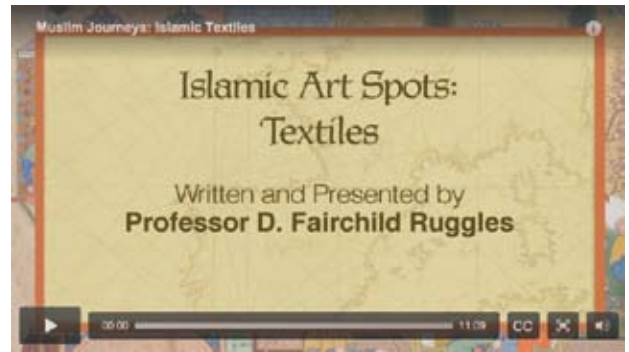 Muslim Journeys: Islamic Textiles
Islamic Art Spots:
Textiles
Written and Presented by
Professor D. Fairchild Ruggles
00:00 11:09 CC